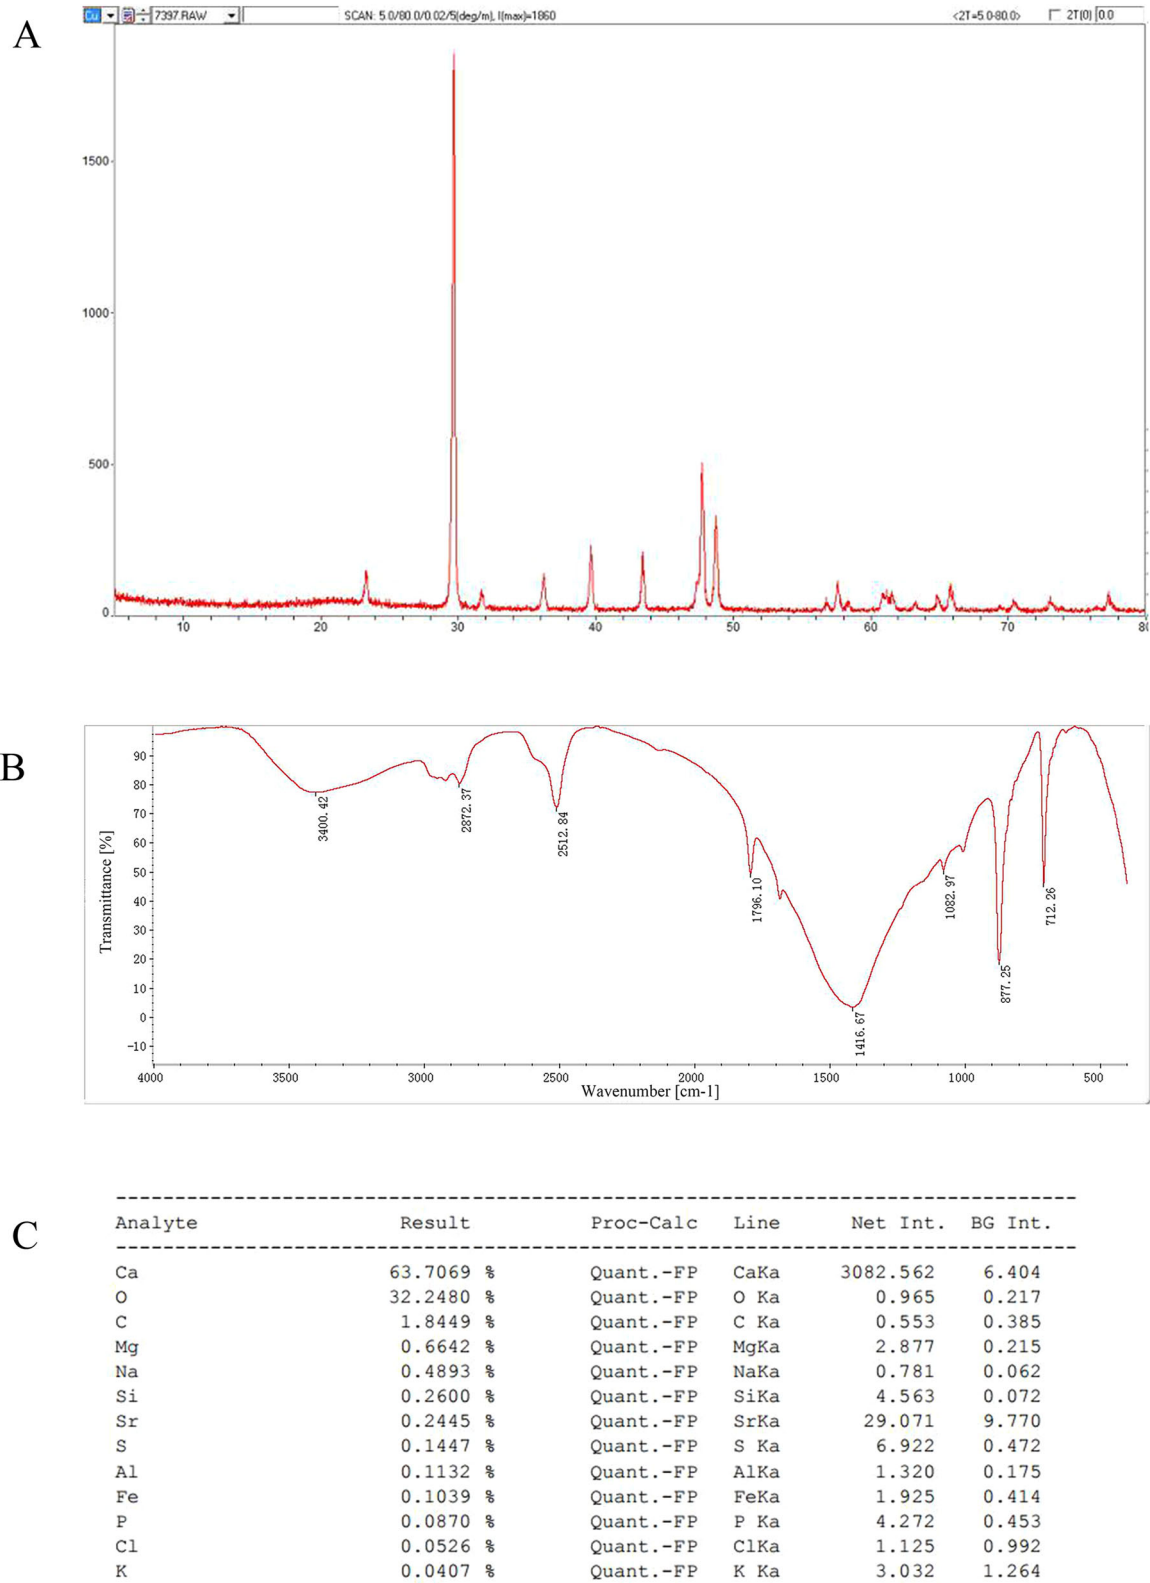 A
Cu 7397.RAW SCAN: 5.0/80.0/0.02/5(deg/m), I(max)=1860 <2T=5.0-80.0> 2T(0) 0.0
1500
1000
500
0
10 20 30 40 50 60 70 80
B
90
80
70
60
50
40
30
20
10
0
-10
Transmittance [%]
3400.42
2872.37
2512.84
1796.10
1416.67
1082.97
877.25
712.26
4000 3500 3000 2500 2000 1500 1000 500
Wavenumber [cm-1]
C
Analyte Result Proc-Calc Line Net Int. BG Int.
Ca 63.7069 % Quant.-FP CaKa 3082.562 6.404
O 32.2480 % Quant.-FP O Ka 0.965 0.217
C 1.8449 % Quant.-FP C Ka 0.553 0.385
Mg 0.6642 % Quant.-FP MgKa 2.877 0.215
Na 0.4893 % Quant.-FP NaKa 0.781 0.062
Si 0.2600 % Quant.-FP SiKa 4.563 0.072
Sr 0.2445 % Quant.-FP SrKa 29.071 9.770
S 0.1447 % Quant.-FP S Ka 6.922 0.472
Al 0.1132 % Quant.-FP AlKa 1.320 0.175
Fe 0.1039 % Quant.-FP FeKa 1.925 0.414
P 0.0870 % Quant.-FP P Ka 4.272 0.453
Cl 0.0526 % Quant.-FP ClKa 1.125 0.992
K 0.0407 % Quant.-FP K Ka 3.032 1.264